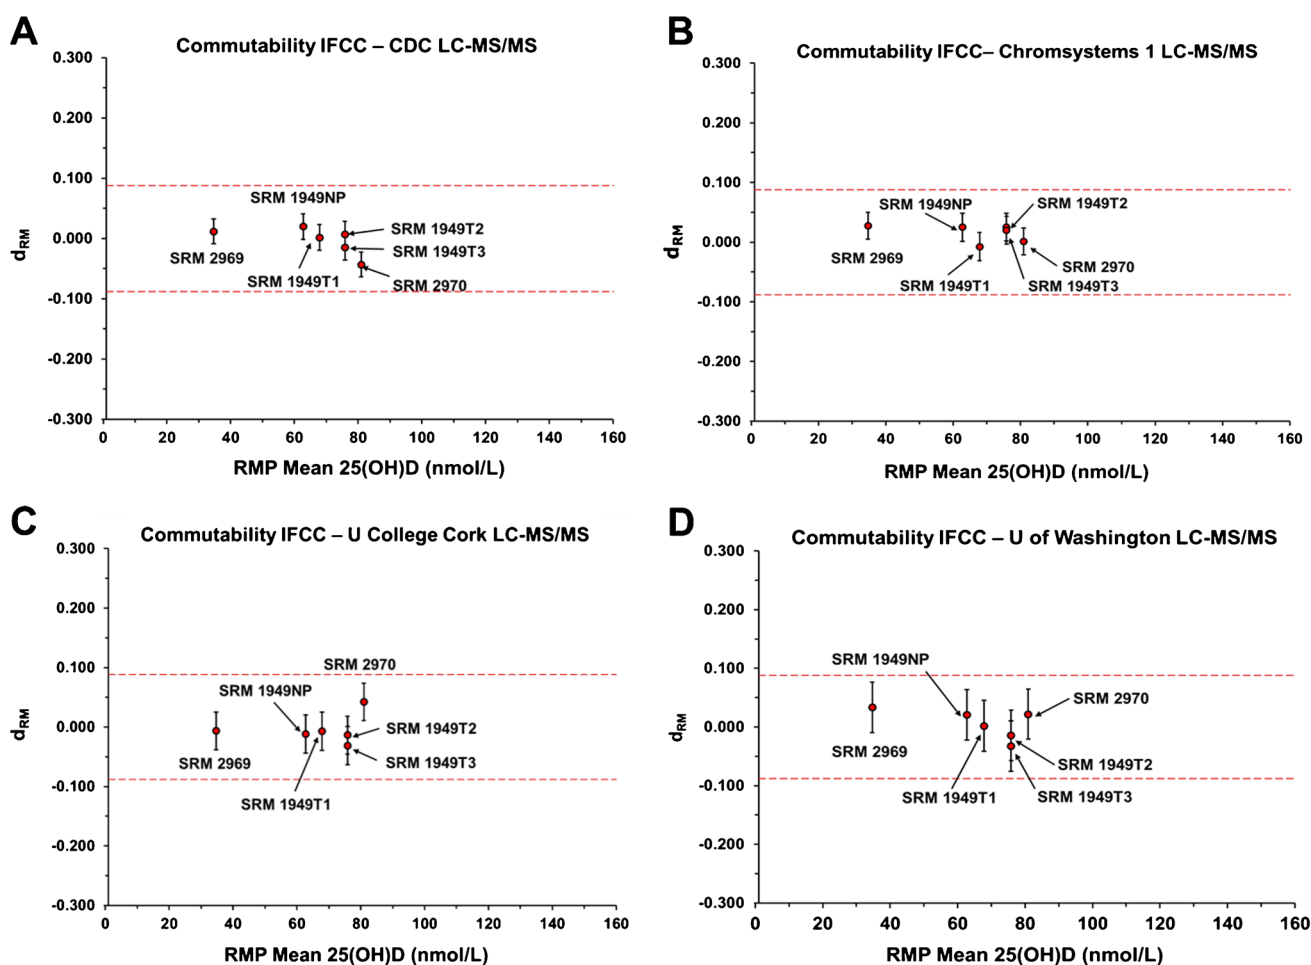 A
Commutability IFCC – CDC LC-MS/MS
0.300
0.200
0.100
0.000
-0.100
-0.200
-0.300
d_RM
SRM 1949NP
SRM 2969
SRM 1949T1
SRM 1949T2
SRM 1949T3
SRM 2970
0 20 40 60 80 100 120 140 160
RMP Mean 25(OH)D (nmol/L)
B
Commutability IFCC– Chromsystems 1 LC-MS/MS
0.300
0.200
0.100
0.000
-0.100
-0.200
-0.300
d_RM
SRM 1949NP
SRM 1949T2
SRM 2969
SRM 2970
SRM 1949T1
SRM 1949T3
0 20 40 60 80 100 120 140 160
RMP Mean 25(OH)D (nmol/L)
C
Commutability IFCC – U College Cork LC-MS/MS
0.300
0.200
0.100
0.000
-0.100
-0.200
-0.300
d_RM
SRM 2970
SRM 1949NP
SRM 1949T2
SRM 2969
SRM 1949T3
SRM 1949T1
0 20 40 60 80 100 120 140 160
RMP Mean 25(OH)D (nmol/L)
D
Commutability IFCC – U of Washington LC-MS/MS
0.300
0.200
0.100
0.000
-0.100
-0.200
-0.300
d_RM
SRM 1949NP
SRM 2970
SRM 2969
SRM 1949T2
SRM 1949T1
SRM 1949T3
0 20 40 60 80 100 120 140 160
RMP Mean 25(OH)D (nmol/L)